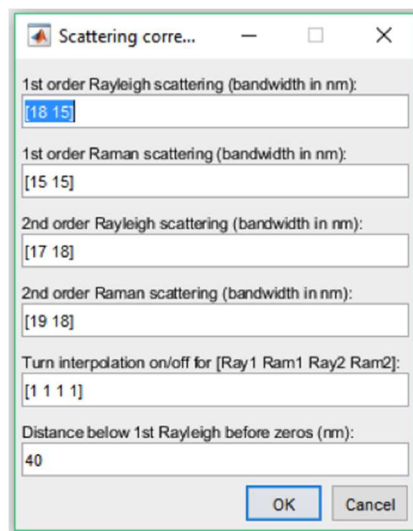 Scattering corre...
1st order Rayleigh scattering (bandwidth in nm):
[18 15]
1st order Raman scattering (bandwidth in nm):
[15 15]
2nd order Rayleigh scattering (bandwidth in nm):
[17 18]
2nd order Raman scattering (bandwidth in nm):
[19 18]
Turn interpolation on/off for [Ray1 Ram1 Ray2 Ram2]:
[1 1 1 1]
Distance below 1st Rayleigh before zeros (nm):
40
OK Cancel